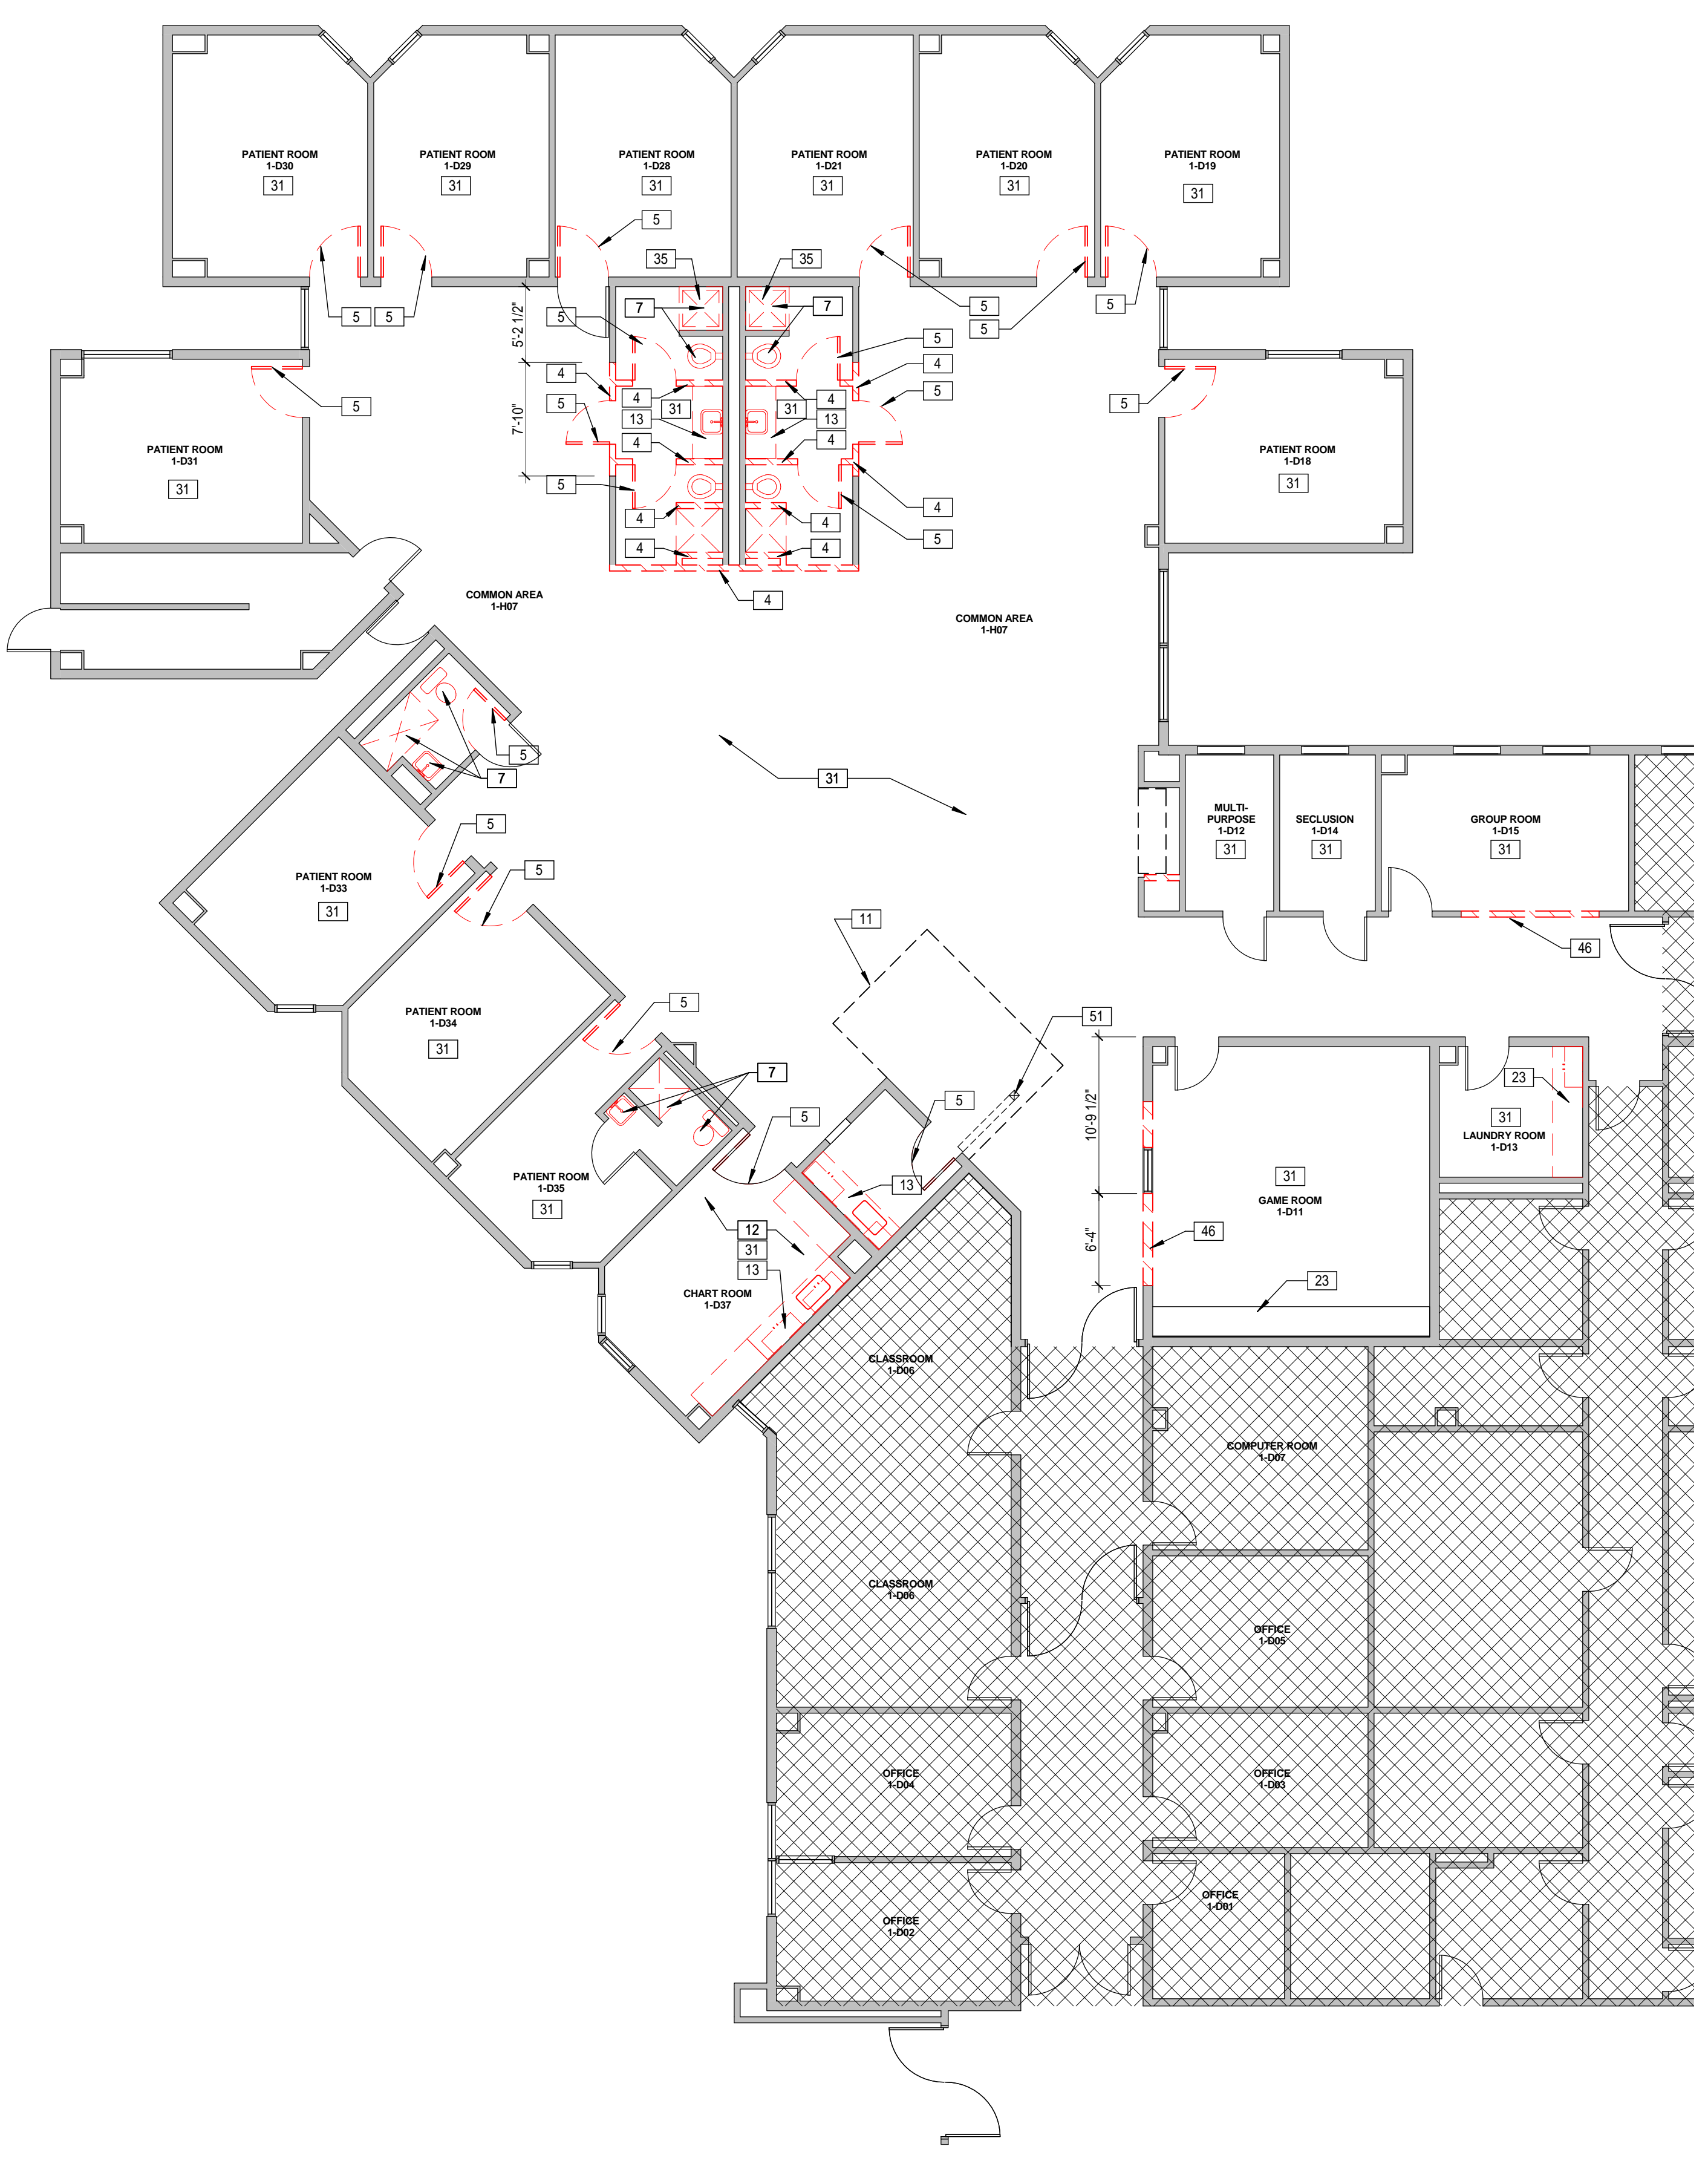 PATIENT ROOM
1-D30
31
PATIENT ROOM
1-D29
31
PATIENT ROOM
1-D28
31
PATIENT ROOM
1-D21
31
PATIENT ROOM
1-D20
31
PATIENT ROOM
1-D19
31
5
35
35
5
5
5
7
7
5
5
5
5
5'-2 1/2"
5
4
4
5
4
4
5
31
31
5
5
5
13
13
7'-10"
4
4
PATIENT ROOM
1-D31
31
PATIENT ROOM
1-D18
31
5
4
4
4
5
4
4
4
COMMON AREA
1-H07
COMMON AREA
1-H07
5
7
31
5
MULTI-
PURPOSE
1-D12
31
SECLUSION
1-D14
31
GROUP ROOM
1-D15
31
PATIENT ROOM
1-D33
31
5
11
46
5
PATIENT ROOM
1-D34
31
51
7
5
5
10'-9 1/2"
23
31
LAUNDRY ROOM
1-D13
PATIENT ROOM
1-D35
31
13
31
GAME ROOM
1-D11
12
31
13
6'-4"
46
23
CHART ROOM
1-D37
CLASSROOM
1-D06
COMPUTER ROOM
1-D07
CLASSROOM
1-D06
OFFICE
1-D05
OFFICE
1-D04
OFFICE
1-D03
OFFICE
1-D02
OFFICE
1-D01